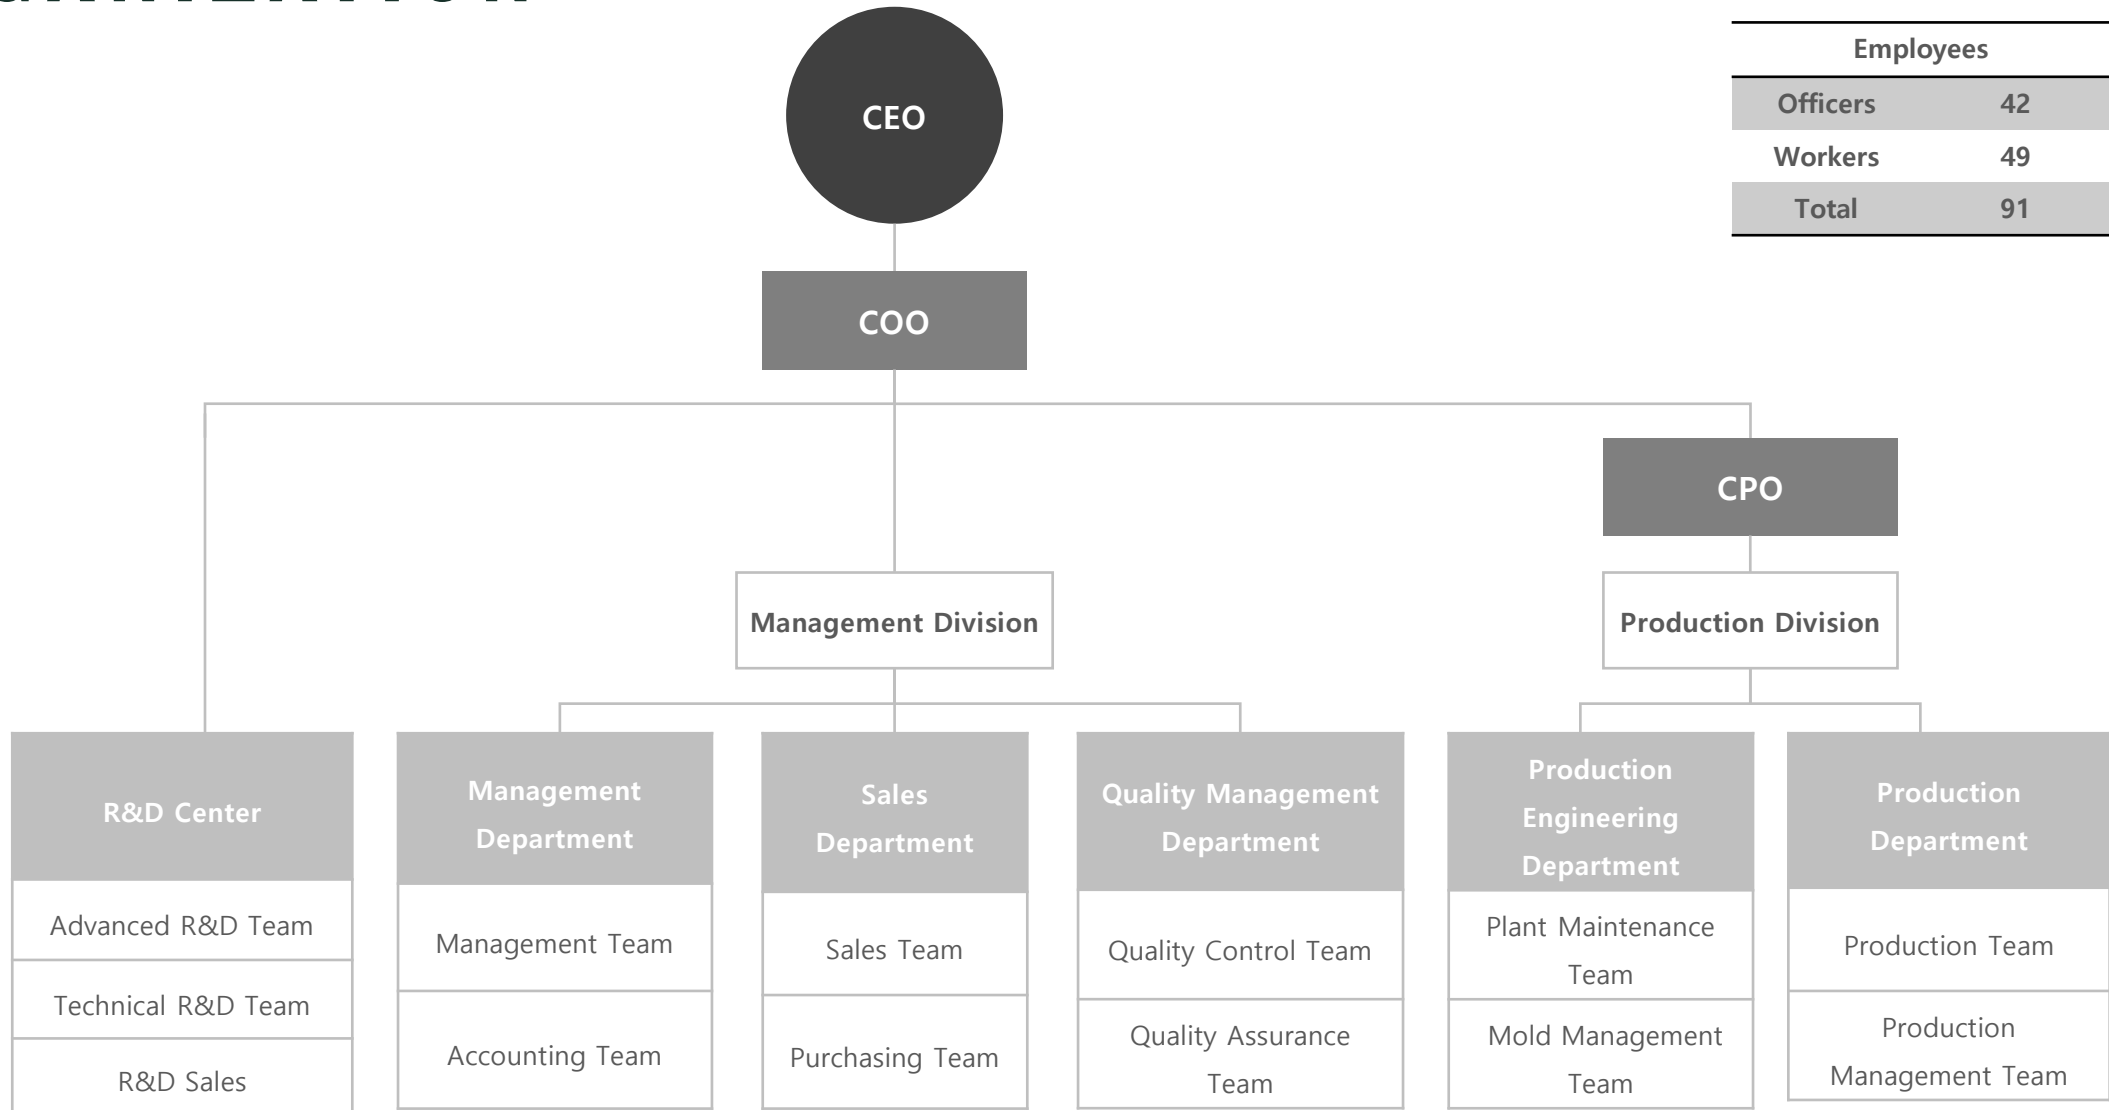 CEO
Employees
Officers 42
Workers 49
Total 91
COO
CPO
Management Division
Production Division
R&D Center
Management
Department
Sales
Department
Quality Management
Department
Production
Engineering
Department
Production
Department
Advanced R&D Team
Technical R&D Team
R&D Sales
Management Team
Accounting Team
Sales Team
Purchasing Team
Quality Control Team
Quality Assurance
Team
Plant Maintenance
Team
Mold Management
Team
Production Team
Production
Management Team